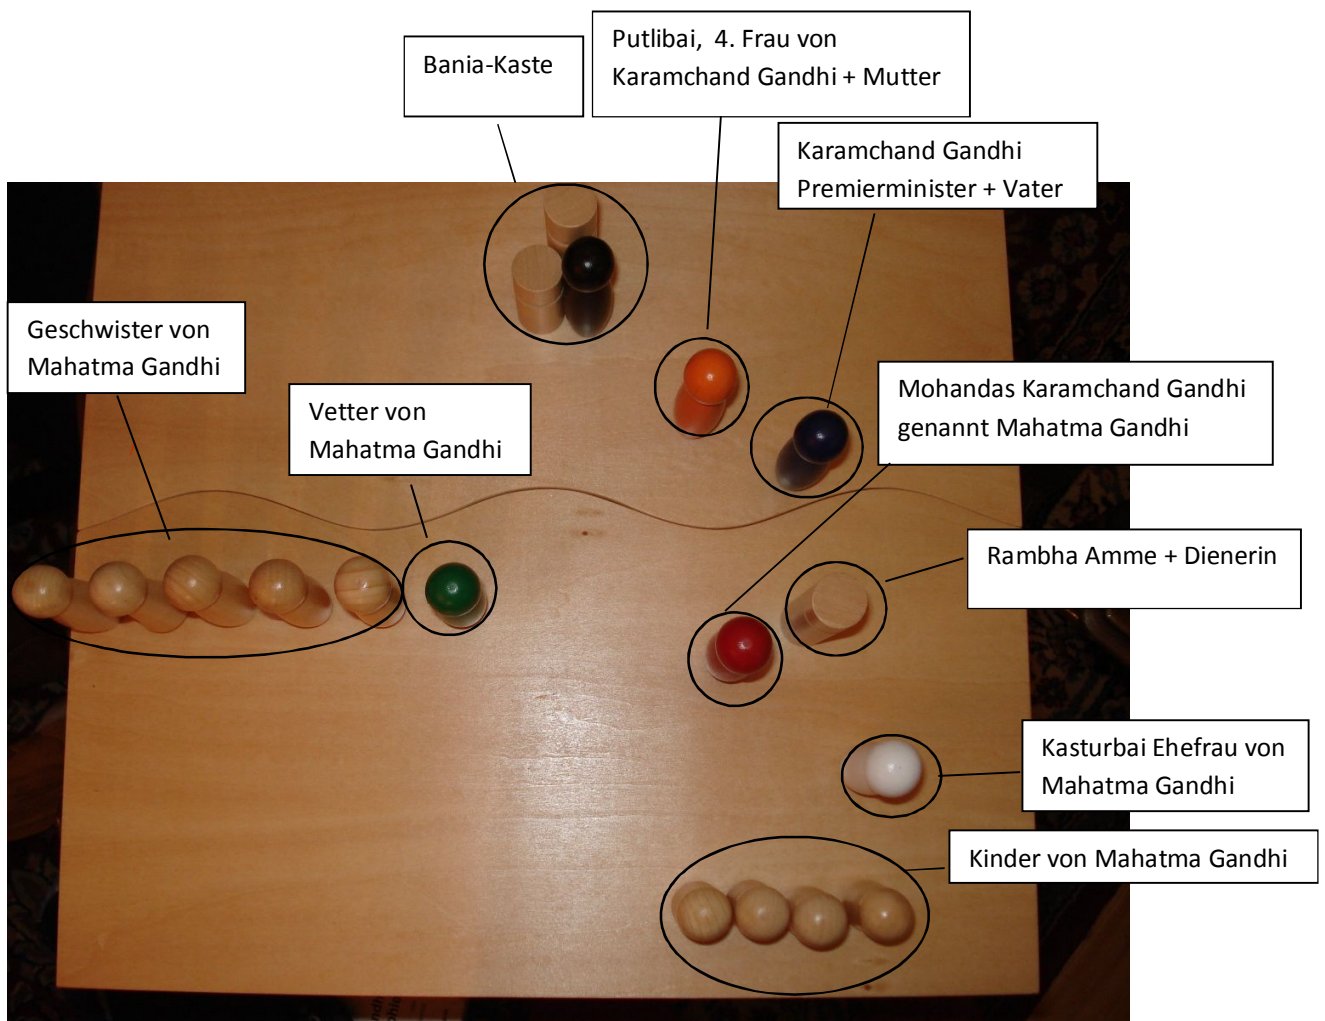 Bania-Kaste
Putlibai, 4. Frau von
Karamchand Gandhi + Mutter
Karamchand Gandhi
Premierminister + Vater
Geschwister von
Mahatma Gandhi
Vetter von
Mahatma Gandhi
Mohandas Karamchand Gandhi
genannt Mahatma Gandhi
Rambha Amme + Dienerin
Kasturbai Ehefrau von
Mahatma Gandhi
Kinder von Mahatma Gandhi